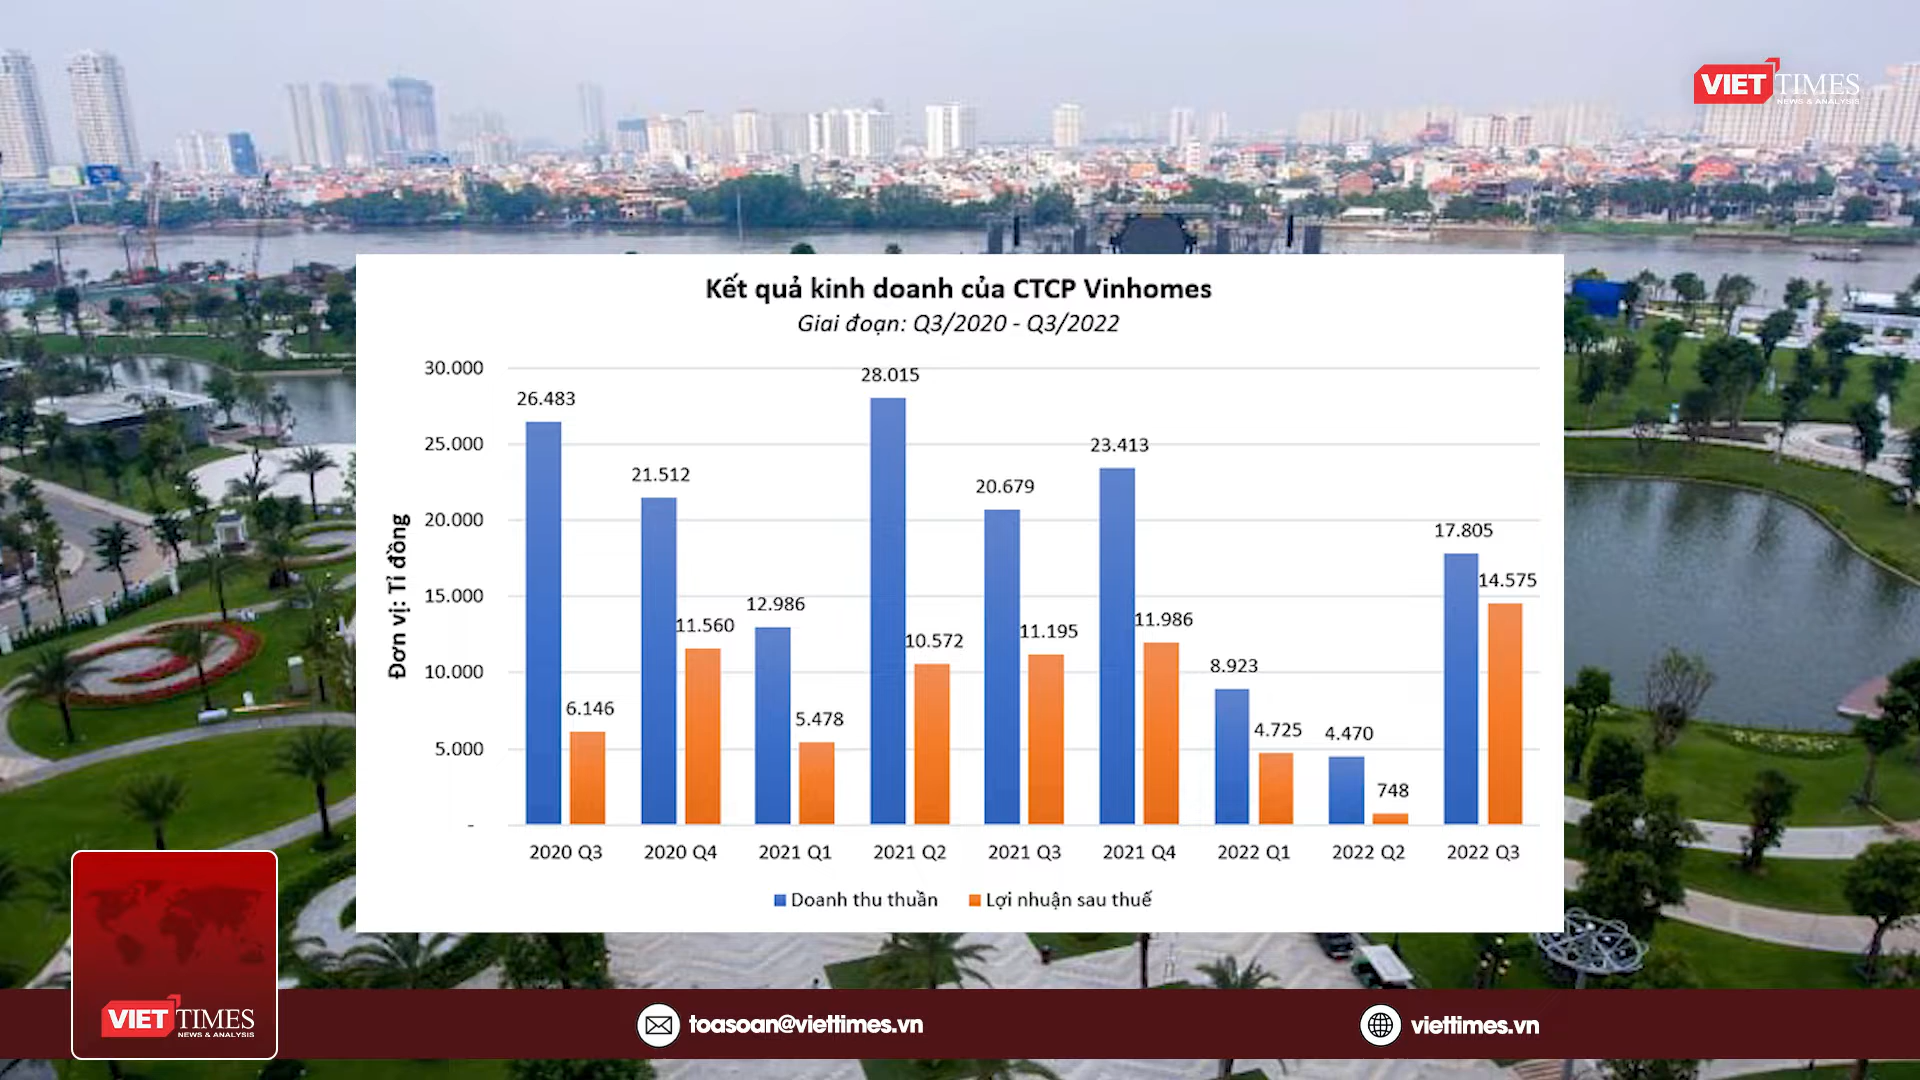 VIET TIMES
NEWS & ANALYSIS
Kết quả kinh doanh của CTCP Vinhomes
Giai đoạn: Q3/2020 - Q3/2022
Đơn vị: Tỉ đồng
30.000
25.000
20.000
15.000
10.000
5.000
-
26.483
6.146
21.512
11.560
12.986
5.478
28.015
10.572
20.679
11.195
23.413
11.986
8.923
4.725
4.470
748
17.805
14.575
2020 Q3 2020 Q4 2021 Q1 2021 Q2 2021 Q3 2021 Q4 2022 Q1 2022 Q2 2022 Q3
Doanh thu thuần Lợi nhuận sau thuế
VIET TIMES
NEWS & ANALYSIS
toasoan@viettimes.vn
viettimes.vn